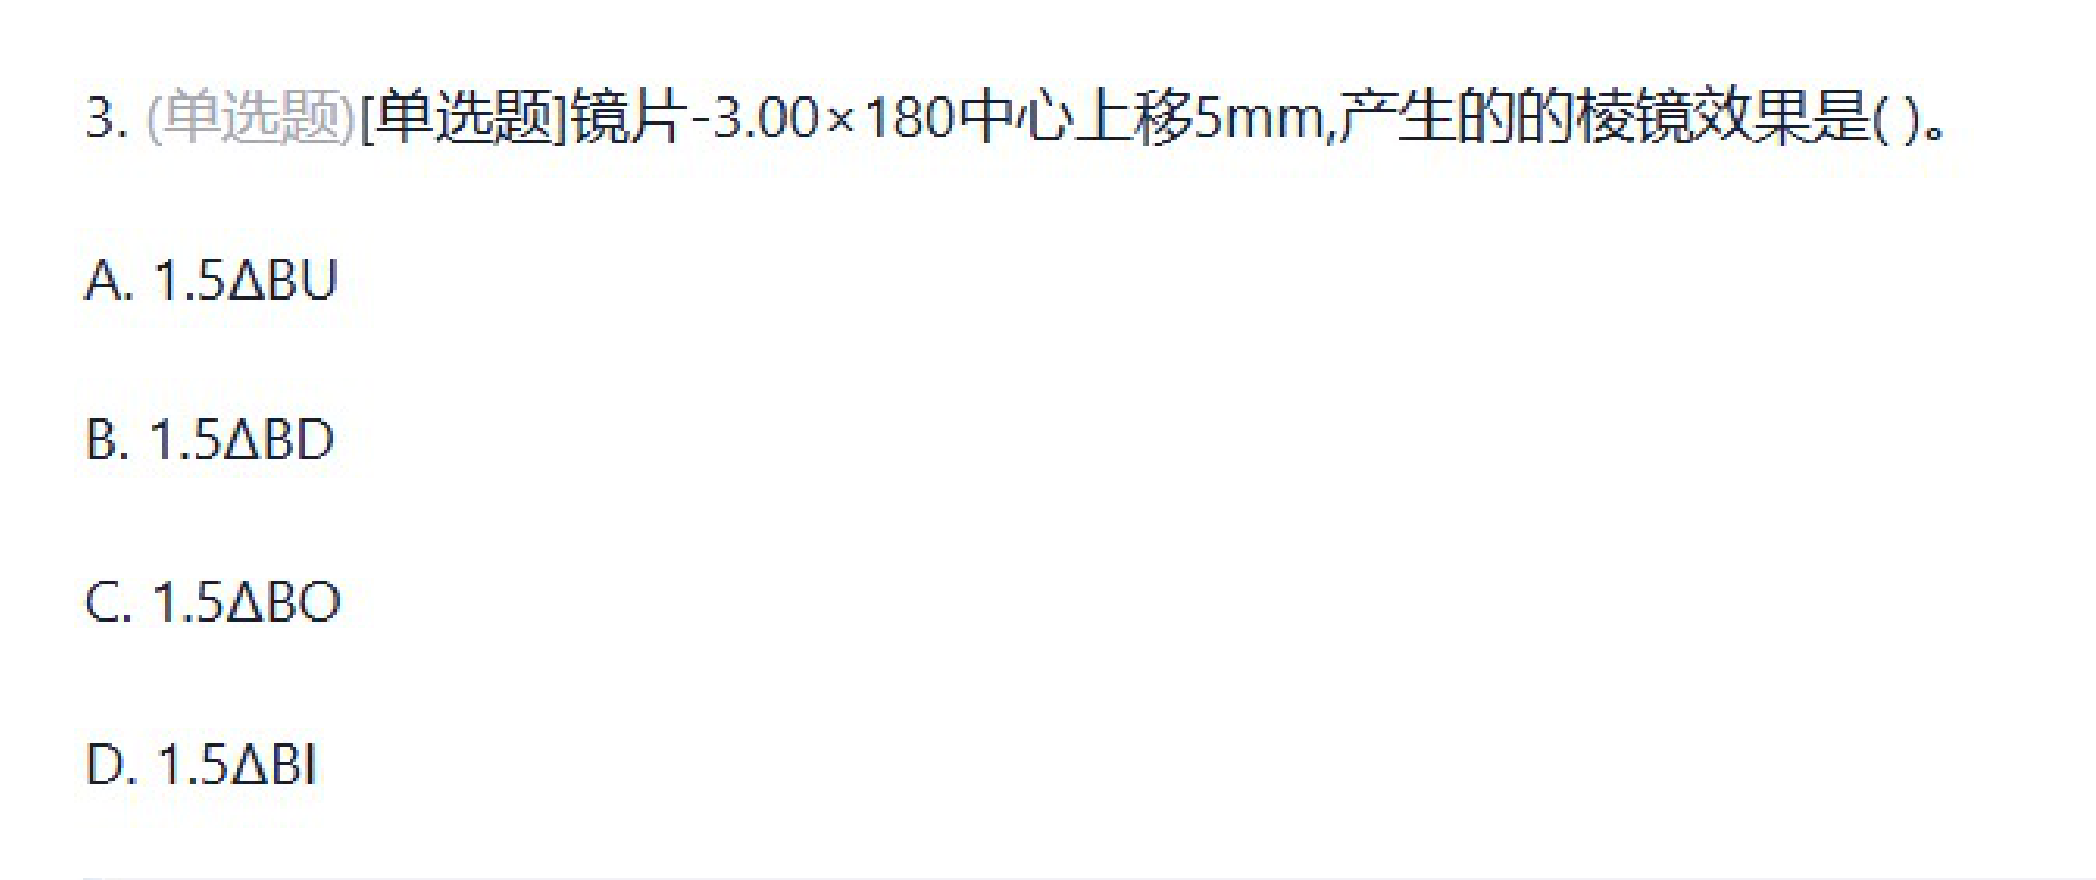 3. (单选题)[单选题]镜片-3.00×180中心上移5mm,产生的的棱镜效果是( )。
A. 1.5ΔBU
B. 1.5ΔBD
C. 1.5ΔBO
D. 1.5ΔBI